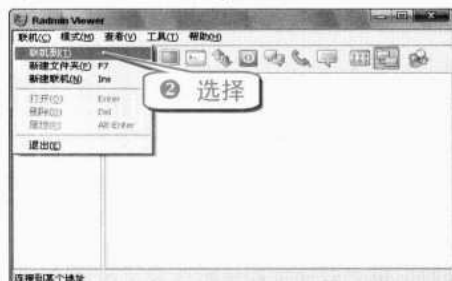 Radmin Viewer
联机(C) 模式(M) 查看(V) 工具(T) 帮助(H)
联机到(T)
新建文件夹(F) F7
新建联机(N) Ins
打开(O) Enter
删除(D) Del
属性(P) Alt-Enter
退出(E)
❷ 选择
连接到某个地址